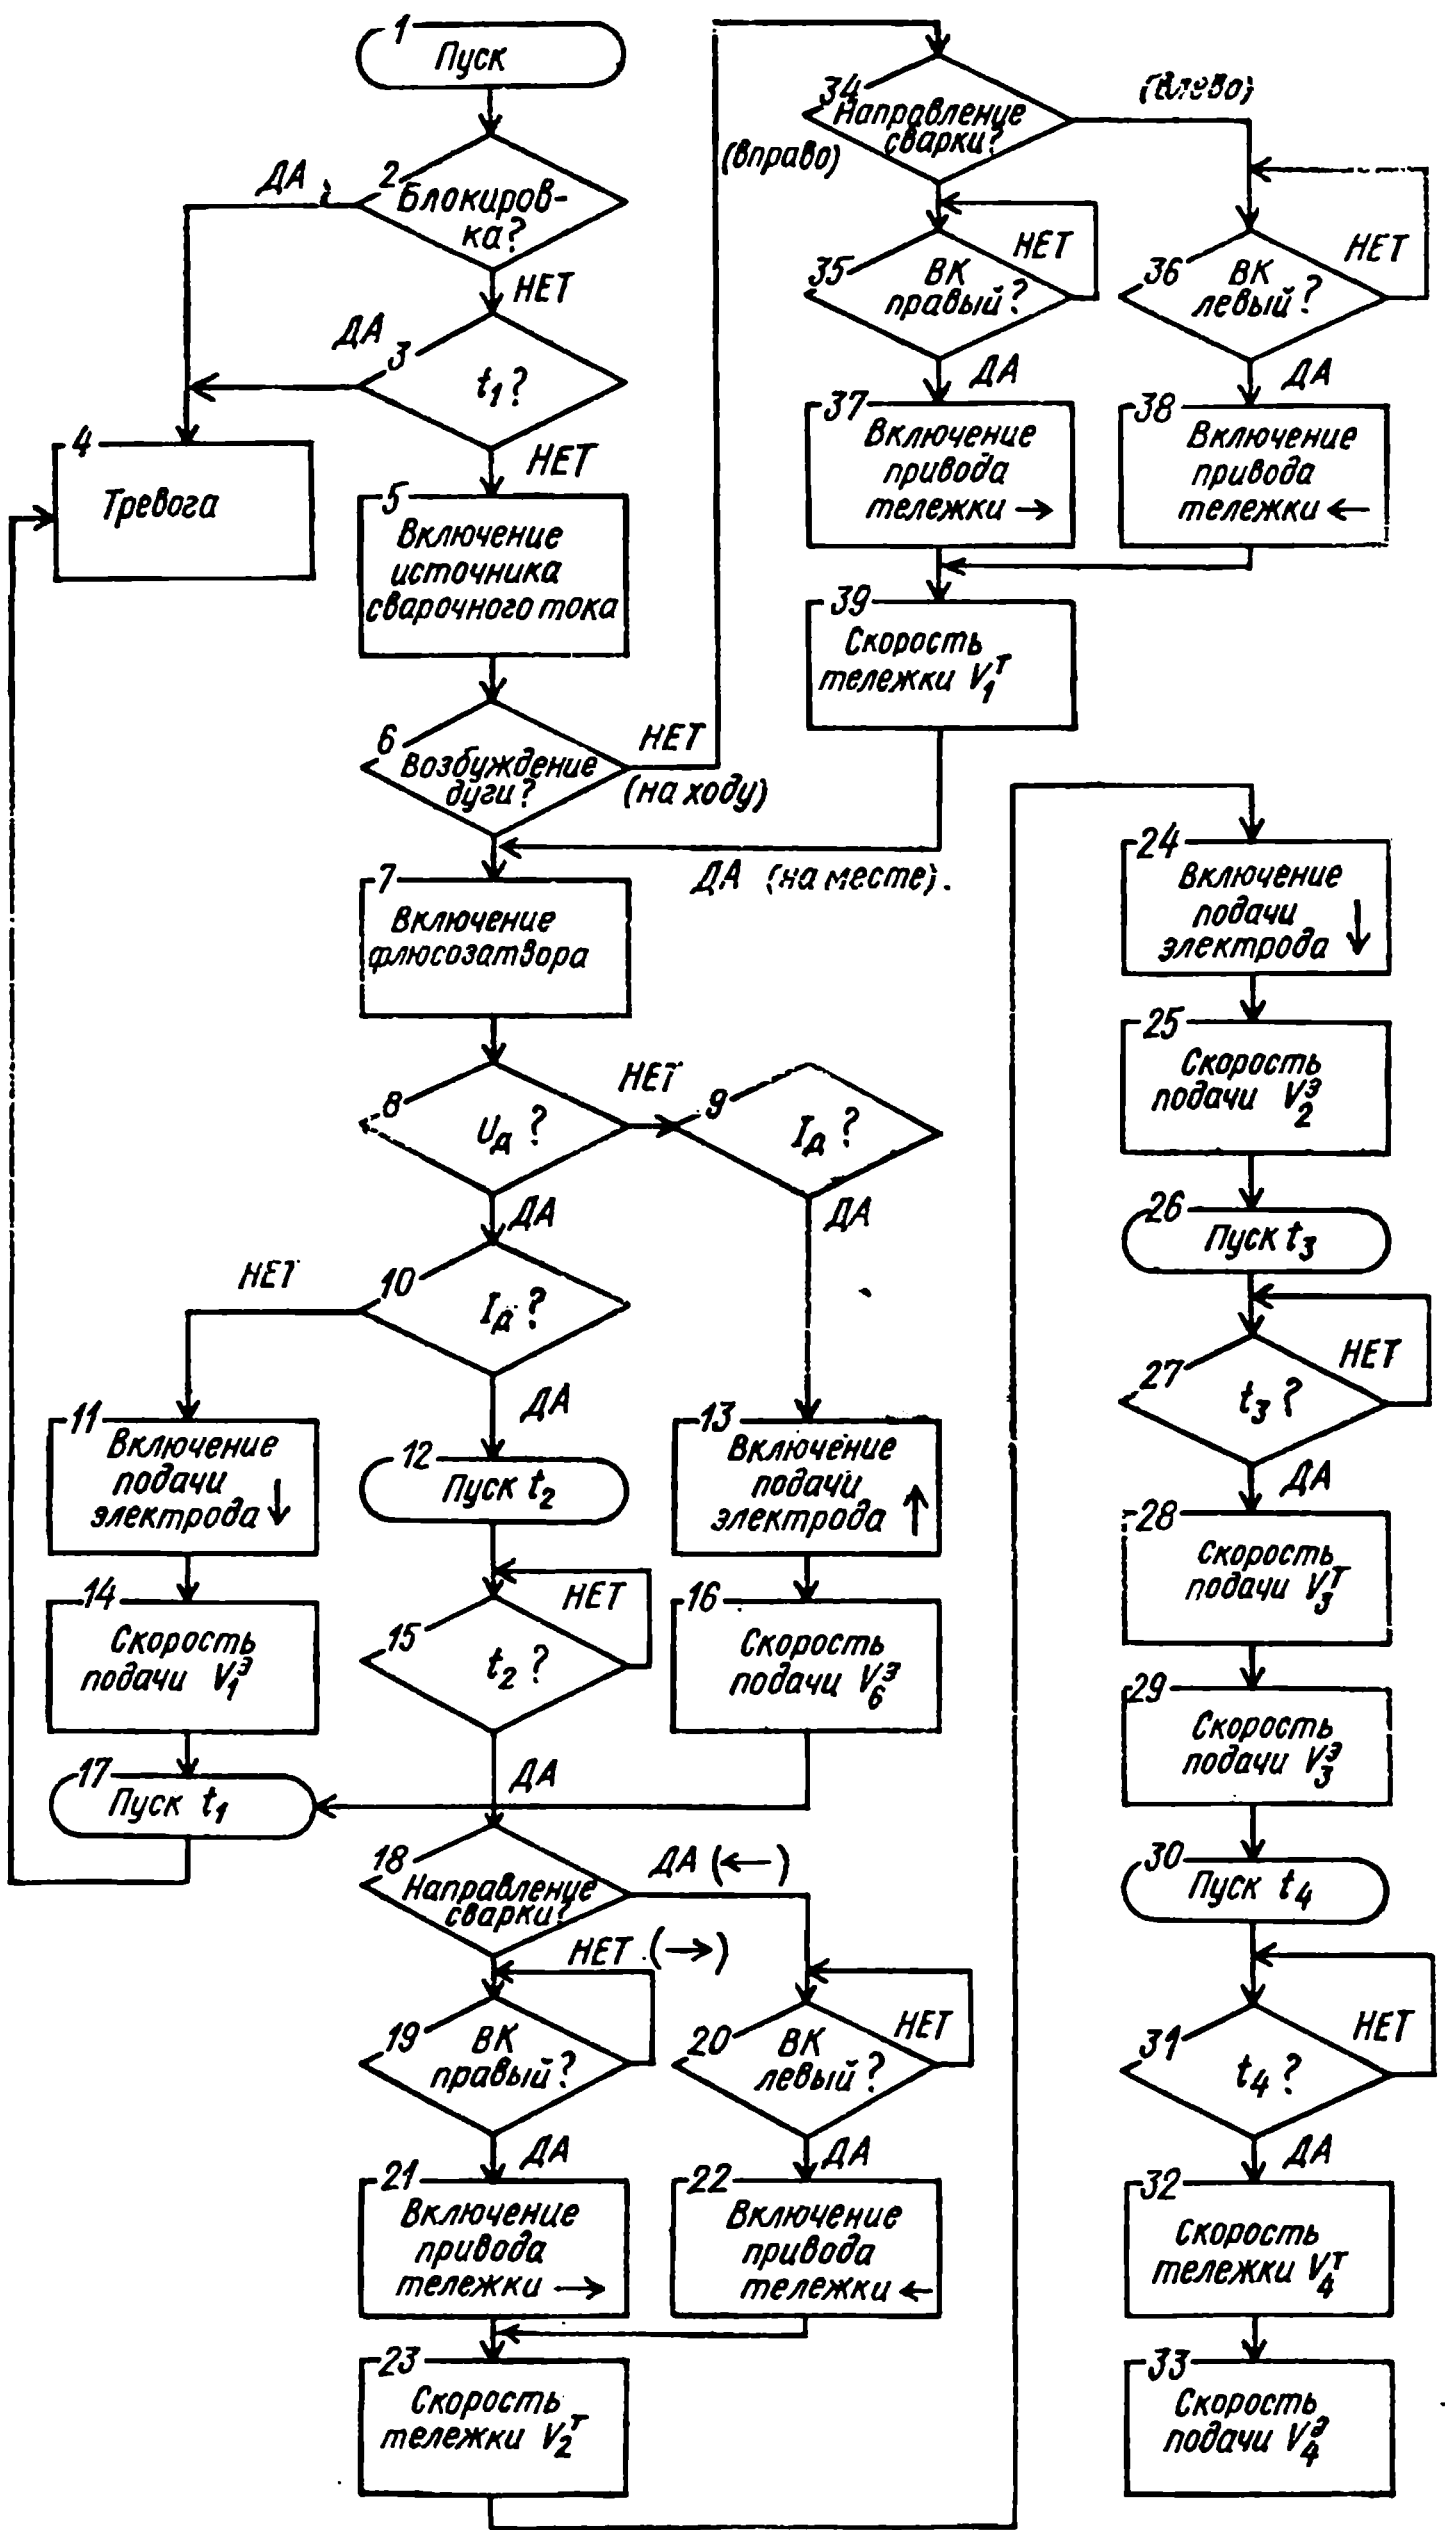 1
Пуск
2
Блокиров-
ка?
ДА
НЕТ
3
t1?
ДА
НЕТ
4
Тревога
5
Включение
источника
сварочного тока
6
Возбуждение
дуги?
НЕТ
(на ходу)
ДА (на месте).
7
Включение
флюсозатвора
8
Uд?
НЕТ
ДА
9
Iд?
ДА
10
Iд?
НЕТ
ДА
11
Включение
подачи
электрода ↓
12
Пуск t2
13
Включение
подачи
электрода ↑
14
Скорость
подачи V1э
15
t2?
НЕТ
ДА
16
Скорость
подачи V6э
17
Пуск t1
18
Направление
сварки?
ДА (←)
НЕТ (→)
19
ВК
правый?
ДА
20
ВК
левый?
НЕТ
ДА
21
Включение
привода
тележки →
22
Включение
привода
тележки ←
23
Скорость
тележки V2т
34
Направление
сварки?
(вправо)
(влево)
35
ВК
правый?
НЕТ
ДА
36
ВК
левый?
НЕТ
ДА
37
Включение
привода
тележки →
38
Включение
привода
тележки ←
39
Скорость
тележки V1т
24
Включение
подачи
электрода ↓
25
Скорость
подачи V2э
26
Пуск t3
27
t3?
НЕТ
ДА
28
Скорость
подачи V3т
29
Скорость
подачи V3э
30
Пуск t4
31
t4?
НЕТ
ДА
32
Скорость
тележки V4т
33
Скорость
подачи V4э